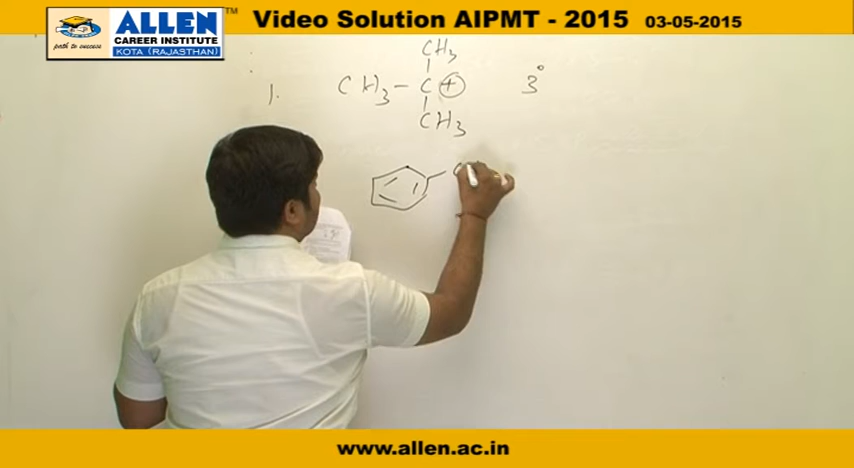 ALLEN™
CAREER INSTITUTE
KOTA (RAJASTHAN)
path to success
Video Solution AIPMT - 2015 03-05-2015
CH3
1. CH3 - C + 3°
CH3
www.allen.ac.in